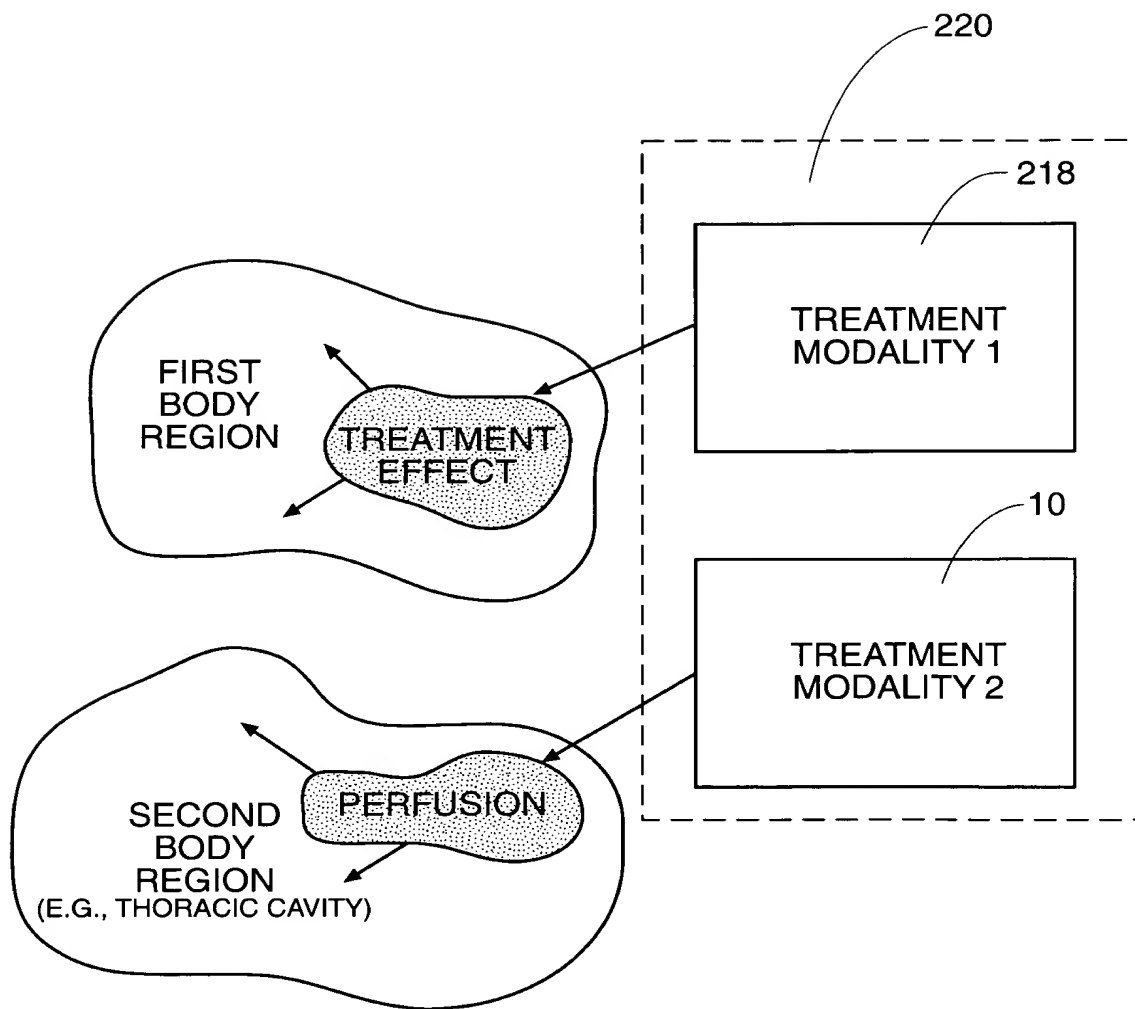 220
218
TREATMENT
MODALITY 1
FIRST
BODY
REGION
TREATMENT
EFFECT
10
TREATMENT
MODALITY 2
PERFUSION
SECOND
BODY
REGION
(E.G., THORACIC CAVITY)